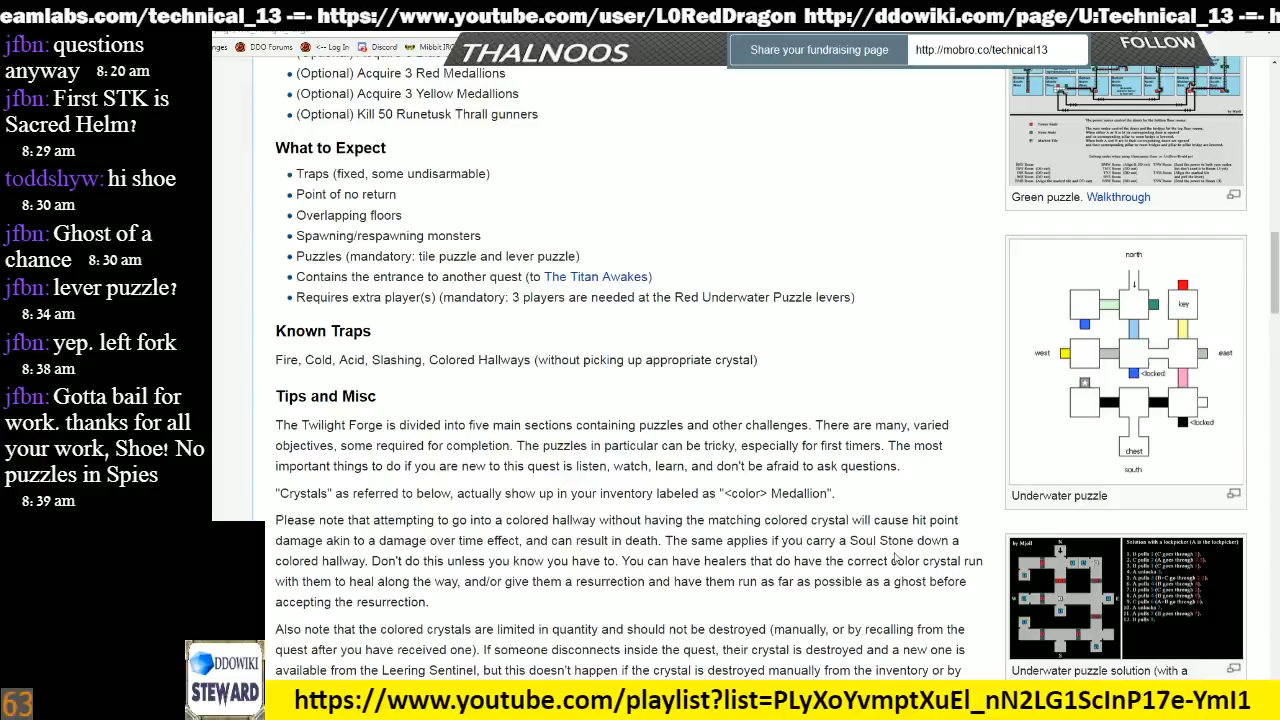 eamlabs.com/technical_13 -=- https://www.youtube.com/user/L0RedDragon http://ddowiki.com/page/U:Technical_13 -=- h
jfbn: questions
anyway 8:20 am
jfbn: First STK is
Sacred Helm?
8:29 am
toddshyw: hi shoe
8:30 am
jfbn: Ghost of a
chance 8:30 am
jfbn: lever puzzle?
8:34 am
jfbn: yep. left fork
8:38 am
jfbn: Gotta bail for
work. thanks for all
your work, Shoe! No
puzzles in Spies
8:39 am
DDOWIKI
STEWARD
63
DDO Forums
<-- Log In
Discord
Mibbit IRC
THALNOOS
Share your fundraising page
http://mobro.co/technical13
FOLLOW
(Optional) Acquire 3 Red Medallions
(Optional) Acquire 3 Yellow Medallions
(Optional) Kill 50 Runetusk Thrall gunners
What to Expect
Traps (fixed, some undisarmable)
Point of no return
Overlapping floors
Spawning/respawning monsters
Puzzles (mandatory: tile puzzle and lever puzzle)
Contains the entrance to another quest (to The Titan Awakes)
Requires extra player(s) (mandatory: 3 players are needed at the Red Underwater Puzzle levers)
Known Traps
Fire, Cold, Acid, Slashing, Colored Hallways (without picking up appropriate crystal)
Tips and Misc
The Twilight Forge is divided into five main sections containing puzzles and other challenges. There are many, varied
objectives, some required for completion. The puzzles in particular can be tricky, especially for first timers. The most
important things to do if you are new to this quest is listen, watch, learn, and don't be afraid to ask questions.
"Crystals" as referred to below, actually show up in your inventory labeled as "<color> Medallion".
Please note that attempting to go into a colored hallway without having the matching colored crystal will cause hit point
damage akin to a damage over time effect, and can result in death. The same applies if you carry a Soul Stone down a
colored hallway. Don't do this unless you know you have to. You can have healers that do have the correct color crystal run
with them to heal along the way, and/or give them a resurrection and have them run as far as possible as a ghost before
accepting the resurrection.
Also note that the colored crystals are limited in quantity and should not be destroyed (manually, or by recalling from the
quest after you have received one). If someone disconnects inside the quest, their crystal is destroyed and a new one is
available from the Leering Sentinel, but this doesn't happen if the crystal is destroyed manually from the inventory or by
Green puzzle. Walkthrough
north
key
west
east
<locked
<locked
chest
south
Underwater puzzle
by Mjoll
Solution with a lockpicker (A is the lockpicker)
Underwater puzzle solution (with a
https://www.youtube.com/playlist?list=PLyXoYvmptXuEl_nN2LG1ScInP17e-YmI1